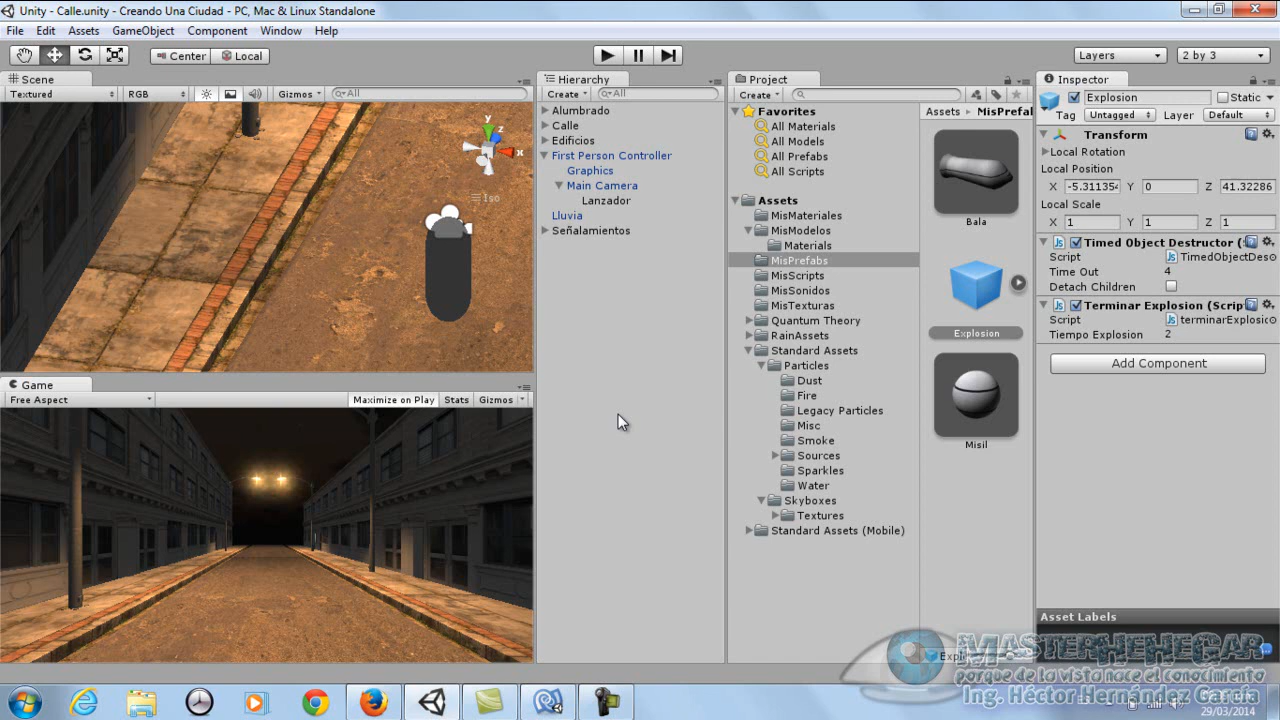 Unity - Calle.unity - Creando Una Ciudad - PC, Mac & Linux Standalone
File Edit Assets GameObject Component Window Help
Center Local Layers 2 by 3
Scene
Textured RGB Gizmos All
y
z
x
Iso
Game
Free Aspect Maximize on Play Stats Gizmos
Hierarchy
Create All
Alumbrado
Calle
Edificios
First Person Controller
Graphics
Main Camera
Lanzador
Lluvia
Señalamientos
Project
Create
Favorites
All Materials
All Models
All Prefabs
All Scripts
Assets
MisMateriales
MisModelos
Materials
MisPrefabs
MisScripts
MisSonidos
MisTexturas
Quantum Theory
RainAssets
Standard Assets
Particles
Dust
Fire
Legacy Particles
Misc
Smoke
Sources
Sparkles
Water
Skyboxes
Textures
Standard Assets (Mobile)
Assets MisPrefal
Bala
Explosion
Misil
Expl
Inspector
Explosion Static
Tag Untagged Layer Default
Transform
Local Rotation
Local Position
X -5.311354 Y 0 Z 41.32286
Local Scale
X 1 Y 1 Z 1
Timed Object Destructor (
Script TimedObjectDes
Time Out 4
Detach Children
Terminar Explosion (Scrip
Script terminarExplosic
Tiempo Explosion 2
Add Component
Asset Labels
MASTERHEHEGAR
porque de la vista nace el conocimiento
Ing. Héctor Hernández García
29/03/2014